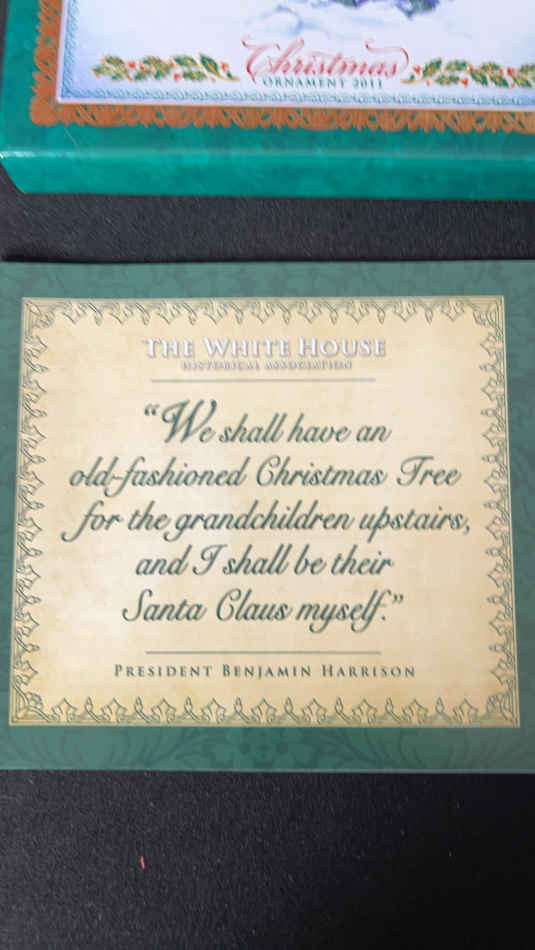 Christmas
ORNAMENT 2011
THE WHITE HOUSE
HISTORICAL ASSOCIATION
“We shall have an
old-fashioned Christmas Tree
for the grandchildren upstairs,
and I shall be their
Santa Claus myself.”
PRESIDENT BENJAMIN HARRISON